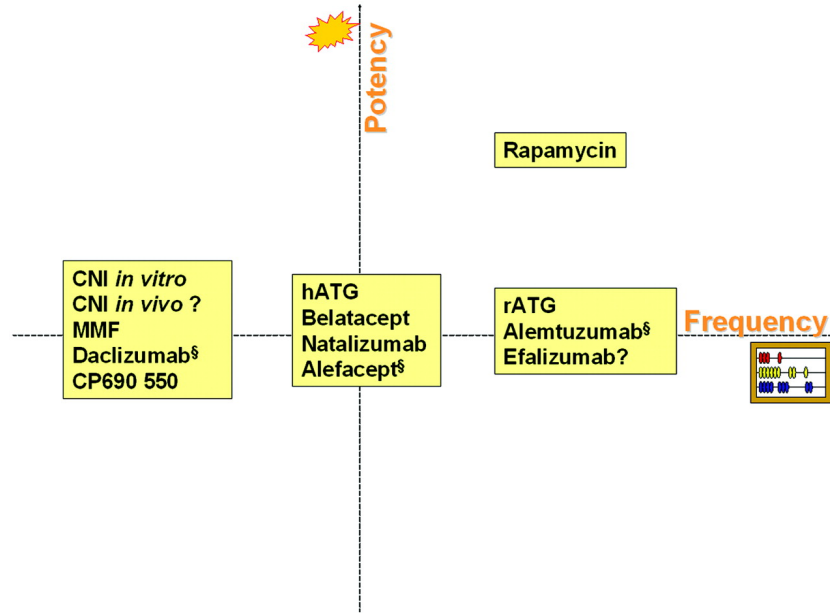 Potency
Rapamycin
CNI in vitro
CNI in vivo ?
MMF
Daclizumab§
CP690 550
hATG
Belatacept
Natalizumab
Alefacept§
rATG
Alemtuzumab§
Efalizumab?
Frequency